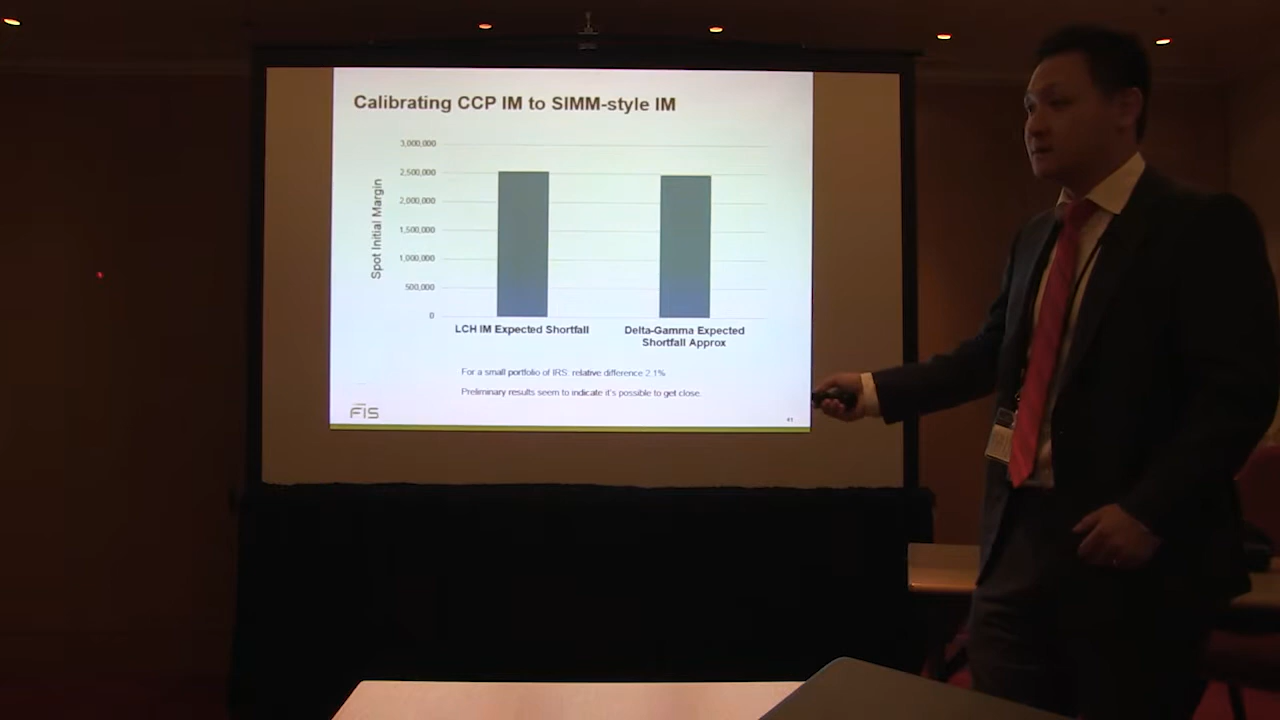 Calibrating CCP IM to SIMM-style IM
3,000,000
2,500,000
2,000,000
1,500,000
1,000,000
500,000
0
Spot Initial Margin
LCH IM Expected Shortfall
Delta-Gamma Expected
Shortfall Approx
For a small portfolio of IRS: relative difference 2.1%
Preliminary results seem to indicate it's possible to get close.
FIS
41